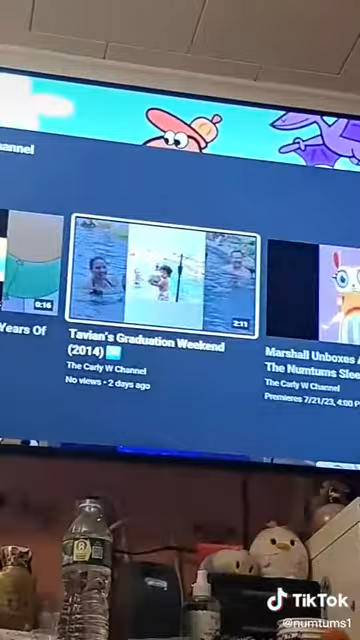 annel
0:16
2:11
Years Of
Tavian's Graduation Weekend
(2014)
The Carly W Channel
No views • 2 days ago
Marshall Unboxes
The Numtums Slee
The Carly W Channel
Premieres 7/21/23, 4:00 P
TikTok
@numtums1